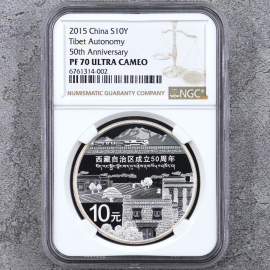 2015 China S10Y
Tibet Autonomy
50th Anniversary
PF 70 ULTRA CAMEO
6761314-002
NUMISMATIC GUARANTY COMPANY
NGC
西藏自治区成立50周年
10元